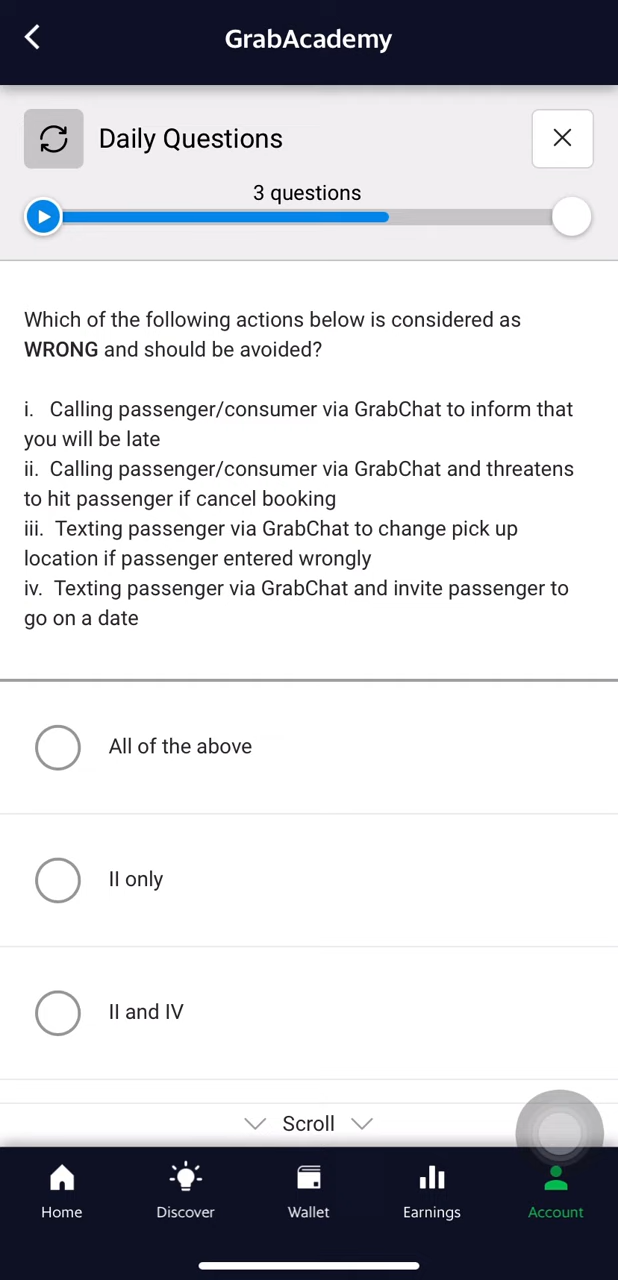 GrabAcademy
Daily Questions
3 questions
Which of the following actions below is considered as
WRONG and should be avoided?
i. Calling passenger/consumer via GrabChat to inform that
you will be late
ii. Calling passenger/consumer via GrabChat and threatens
to hit passenger if cancel booking
iii. Texting passenger via GrabChat to change pick up
location if passenger entered wrongly
iv. Texting passenger via GrabChat and invite passenger to
go on a date
All of the above
II only
II and IV
Scroll
Home
Discover
Wallet
Earnings
Account